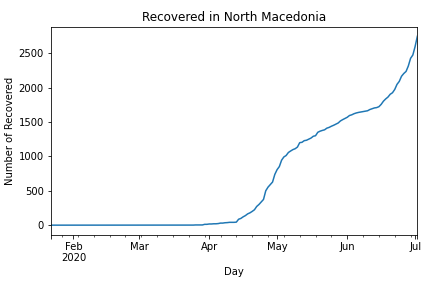 Recovered in North Macedonia
Number of Recovered
2500
2000
1500
1000
500
0
Feb
2020
Mar
Apr
May
Jun
Jul
Day